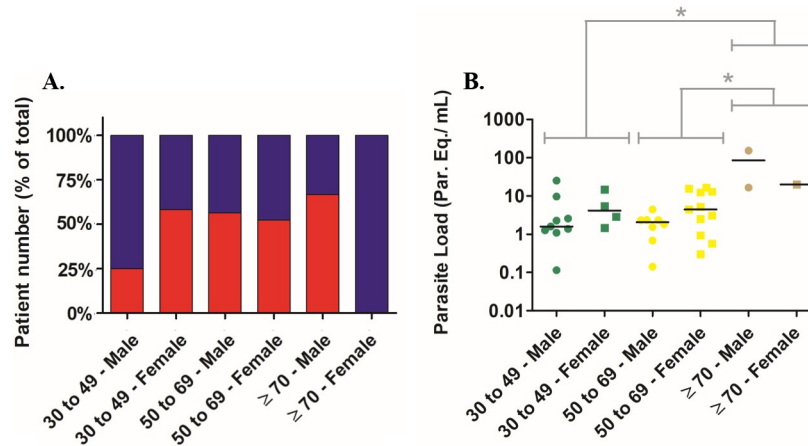 A.
Patient number (% of total)
100%
75%
50%
25%
0%
30 to 49 - Male
30 to 49 - Female
50 to 69 - Male
50 to 69 - Female
≥ 70 - Male
≥ 70 - Female
B.
*
*
Parasite Load (Par. Eq./ mL)
1000
100
10
1
0.1
0.01
30 to 49 - Male
30 to 49 - Female
50 to 69 - Male
50 to 69 - Female
≥ 70 - Male
≥ 70 - Female